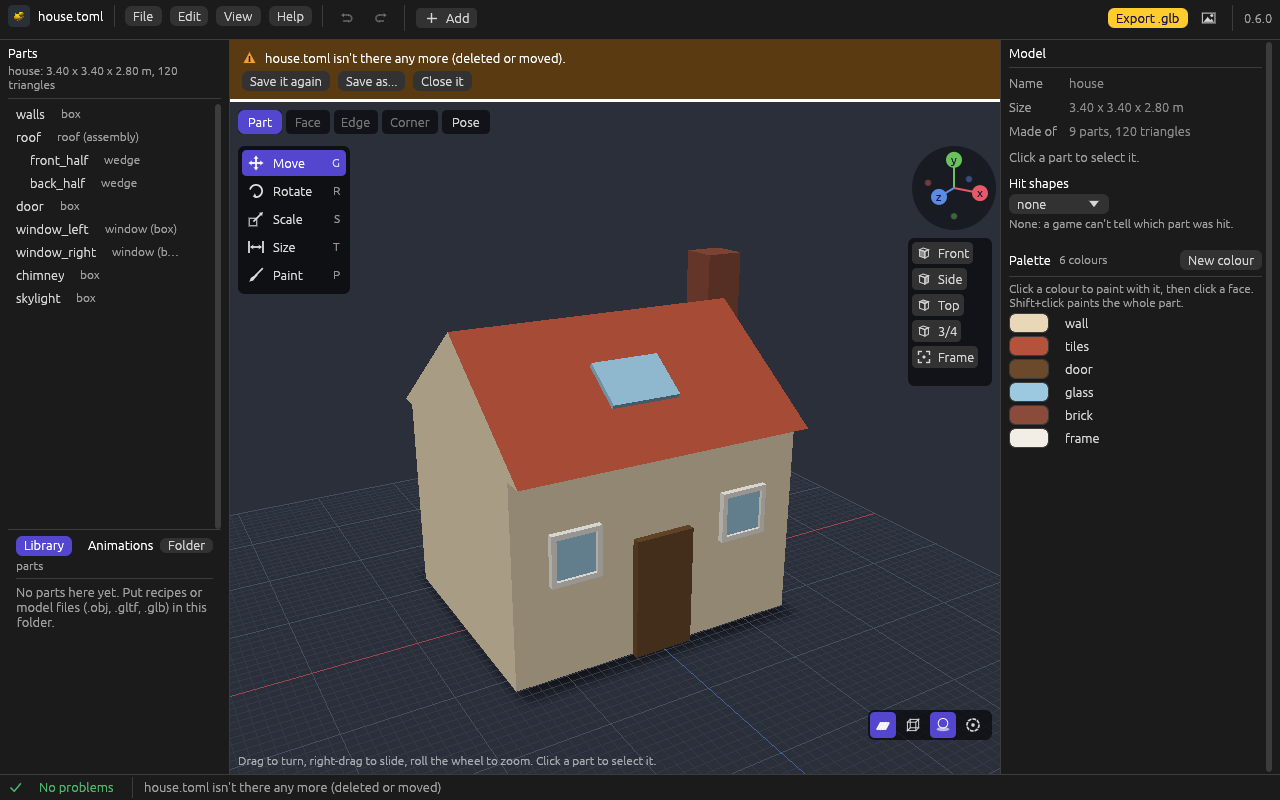 house.toml File Edit View Help Add Export .glb 0.6.0
Parts
house: 3.40 x 3.40 x 2.80 m, 120
triangles
walls box
roof roof (assembly)
front_half wedge
back_half wedge
door box
window_left window (box)
window_right window (b...
chimney box
skylight box
Library Animations Folder
parts
No parts here yet. Put recipes or
model files (.obj, .gltf, .glb) in this
folder.
house.toml isn't there any more (deleted or moved).
Save it again Save as... Close it
Part Face Edge Corner Pose
Move G
Rotate R
Scale S
Size T
Paint P
y
x
z
Front
Side
Top
3/4
Frame
Drag to turn, right-drag to slide, roll the wheel to zoom. Click a part to select it.
Model
Name house
Size 3.40 x 3.40 x 2.80 m
Made of 9 parts, 120 triangles
Click a part to select it.
Hit shapes
none
None: a game can't tell which part was hit.
Palette 6 colours New colour
Click a colour to paint with it, then click a face.
Shift+click paints the whole part.
wall
tiles
door
glass
brick
frame
No problems house.toml isn't there any more (deleted or moved)